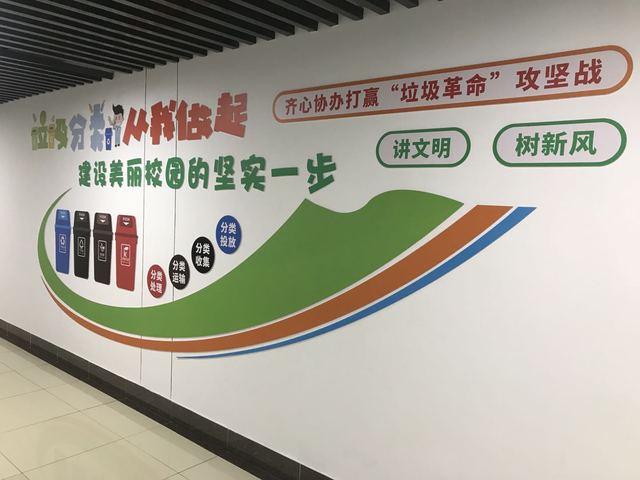 垃圾分类 从我做起
建设美丽校园的坚实一步
齐心协办打赢“垃圾革命”攻坚战
讲文明
树新风
分类
投放
分类
收集
分类
运输
分类
处理